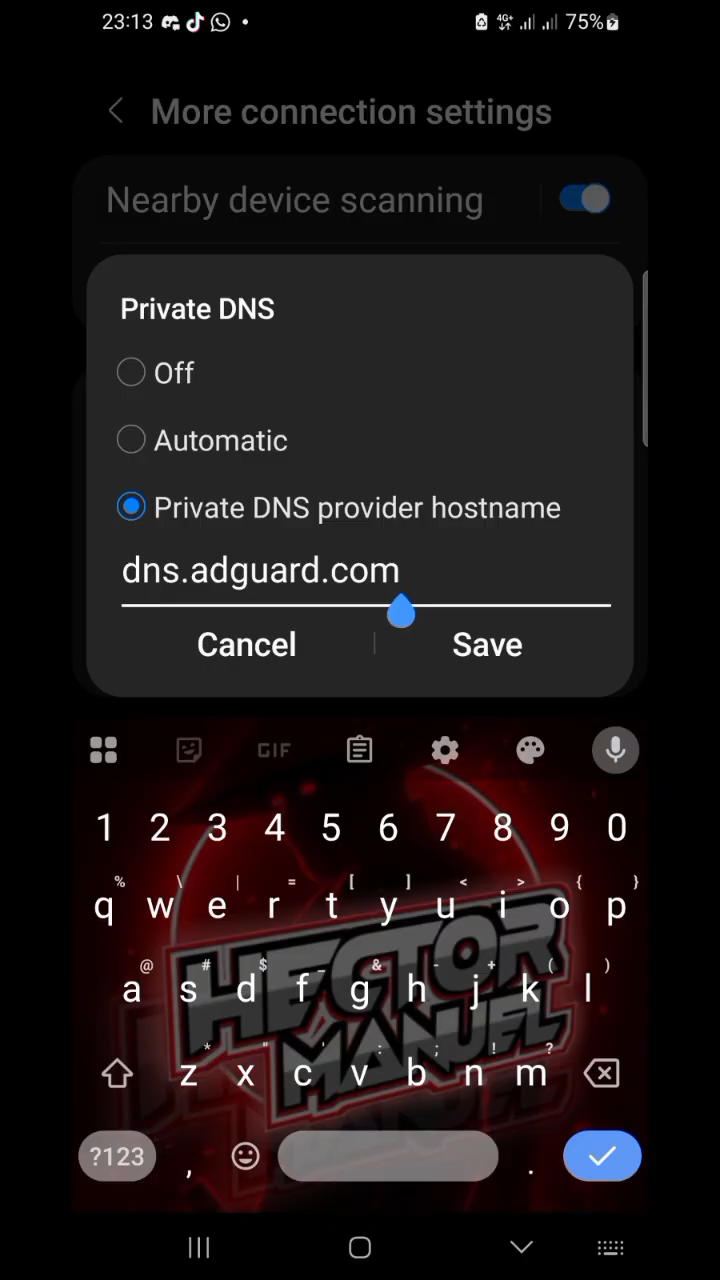 23:13 4G+ 75%
More connection settings
Nearby device scanning
Private DNS
Off
Automatic
Private DNS provider hostname
dns.adguard.com
Cancel Save
GIF
1 2 3 4 5 6 7 8 9 0
% \ | = [ ] < > { }
q w e r t y u i o p
@ # $ _ & - + ( )
a s d f g h j k l
* " ' : ; ! ?
z x c v b n m
HECTOR
MANUEL
?123 , .